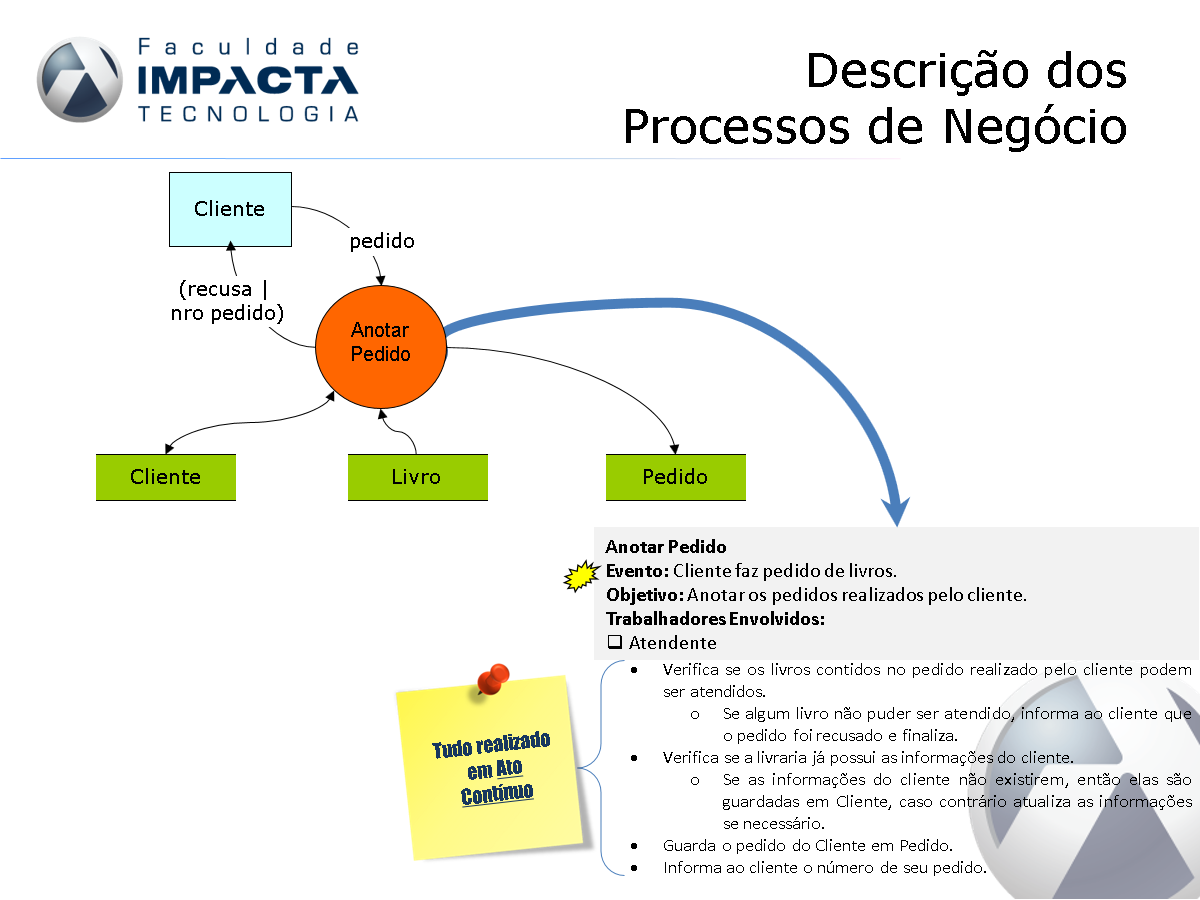 Faculdade
IMPACTA
TECNOLOGIA
Descrição dos
Processos de Negócio
Cliente
pedido
(recusa |
nro pedido)
Anotar
Pedido
Cliente
Livro
Pedido
Anotar Pedido
Evento: Cliente faz pedido de livros.
Objetivo: Anotar os pedidos realizados pelo cliente.
Trabalhadores Envolvidos:
❑ Atendente
• Verifica se os livros contidos no pedido realizado pelo cliente podem
ser atendidos.
o Se algum livro não puder ser atendido, informa ao cliente que
o pedido foi recusado e finaliza.
• Verifica se a livraria já possui as informações do cliente.
o Se as informações do cliente não existirem, então elas são
guardadas em Cliente, caso contrário atualiza as informações
se necessário.
• Guarda o pedido do Cliente em Pedido.
• Informa ao cliente o número de seu pedido.
Tudo realizado
em Ato
Contínuo